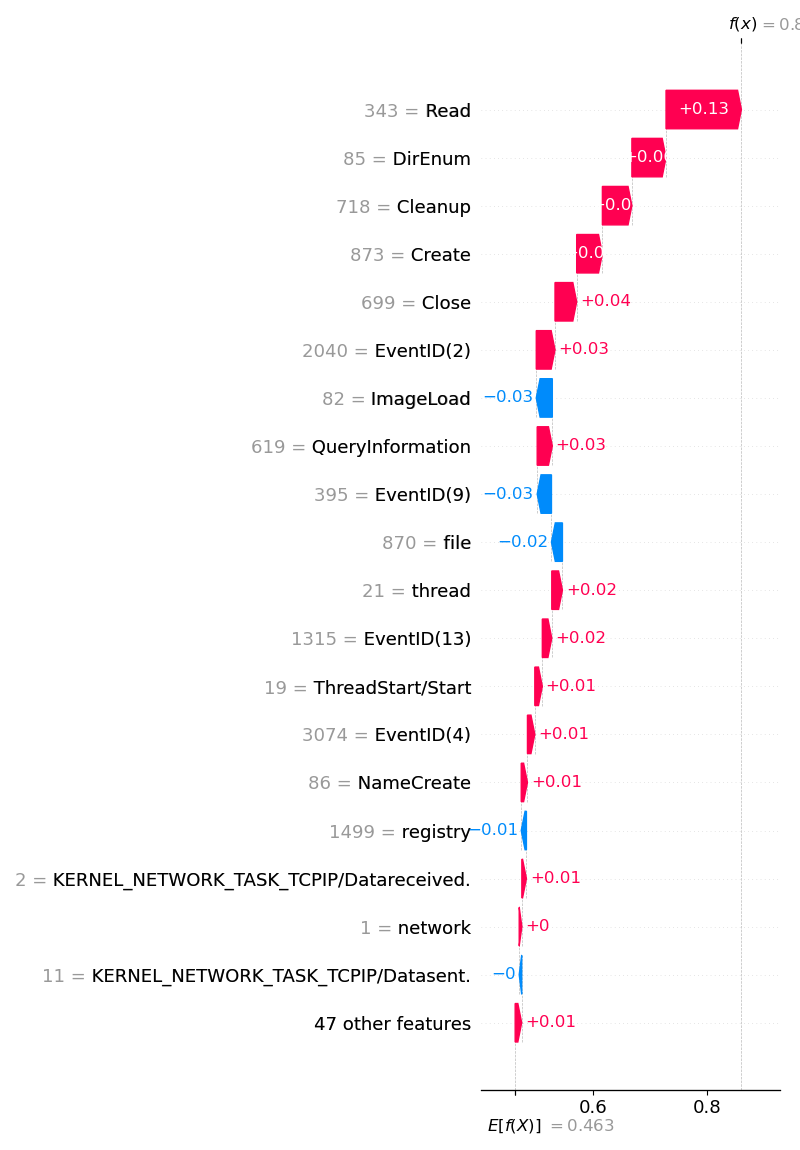 f(x) = 0.8
343 = Read +0.13
85 = DirEnum +0.0
718 = Cleanup +0.0
873 = Create +0.0
699 = Close +0.04
2040 = EventID(2) +0.03
82 = ImageLoad −0.03
619 = QueryInformation +0.03
395 = EventID(9) −0.03
870 = file −0.02
21 = thread +0.02
1315 = EventID(13) +0.02
19 = ThreadStart/Start +0.01
3074 = EventID(4) +0.01
86 = NameCreate +0.01
1499 = registry −0.01
2 = KERNEL_NETWORK_TASK_TCPIP/Datareceived. +0.01
1 = network +0
11 = KERNEL_NETWORK_TASK_TCPIP/Datasent. −0
47 other features +0.01
0.6 0.8
E[f(X)] = 0.463